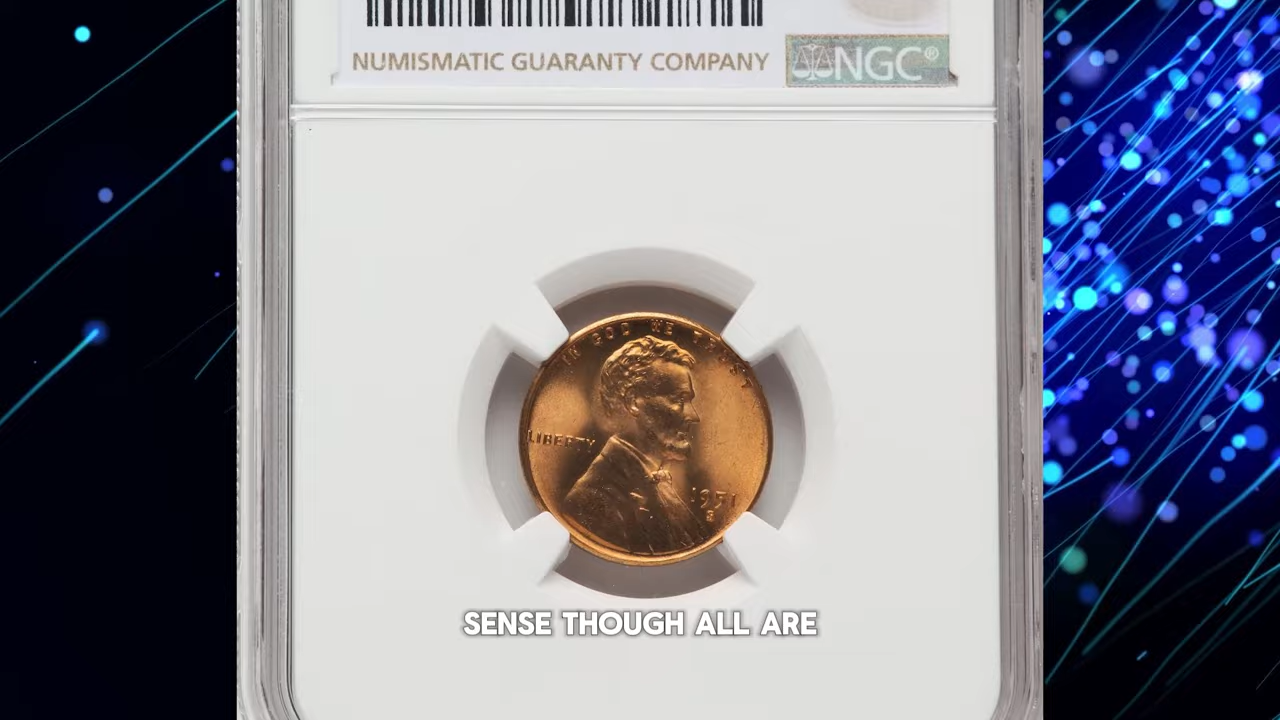 NUMISMATIC GUARANTY COMPANY
NGC®
IN GOD WE TRUST
LIBERTY
1951
S
SENSE THOUGH ALL ARE